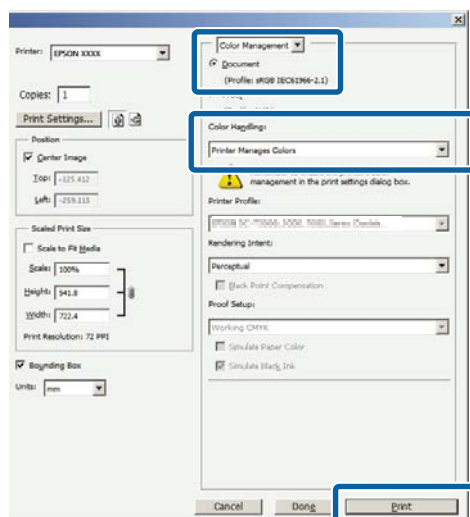 Printer: EPSON XXXX
Copies: 1
Print Settings...
Position
Center Image
Top: -125.412
Left: -259.115
Scaled Print Size
Scale to Fit Media
Scale: 100%
Height: 541.8
Width: 722.4
Print Resolution: 72 PPI
Bounding Box
Units: mm
Color Management
Document
(Profile: sRGB IEC61966-2.1)
Color Handling:
Printer Manages Colors
management in the print settings dialog box.
Printer Profile:
Rendering Intent:
Perceptual
Black Point Compensation
Proof Setup:
Working CMYK
Simulate Paper Color
Simulate Black Ink
Cancel
Done
Print